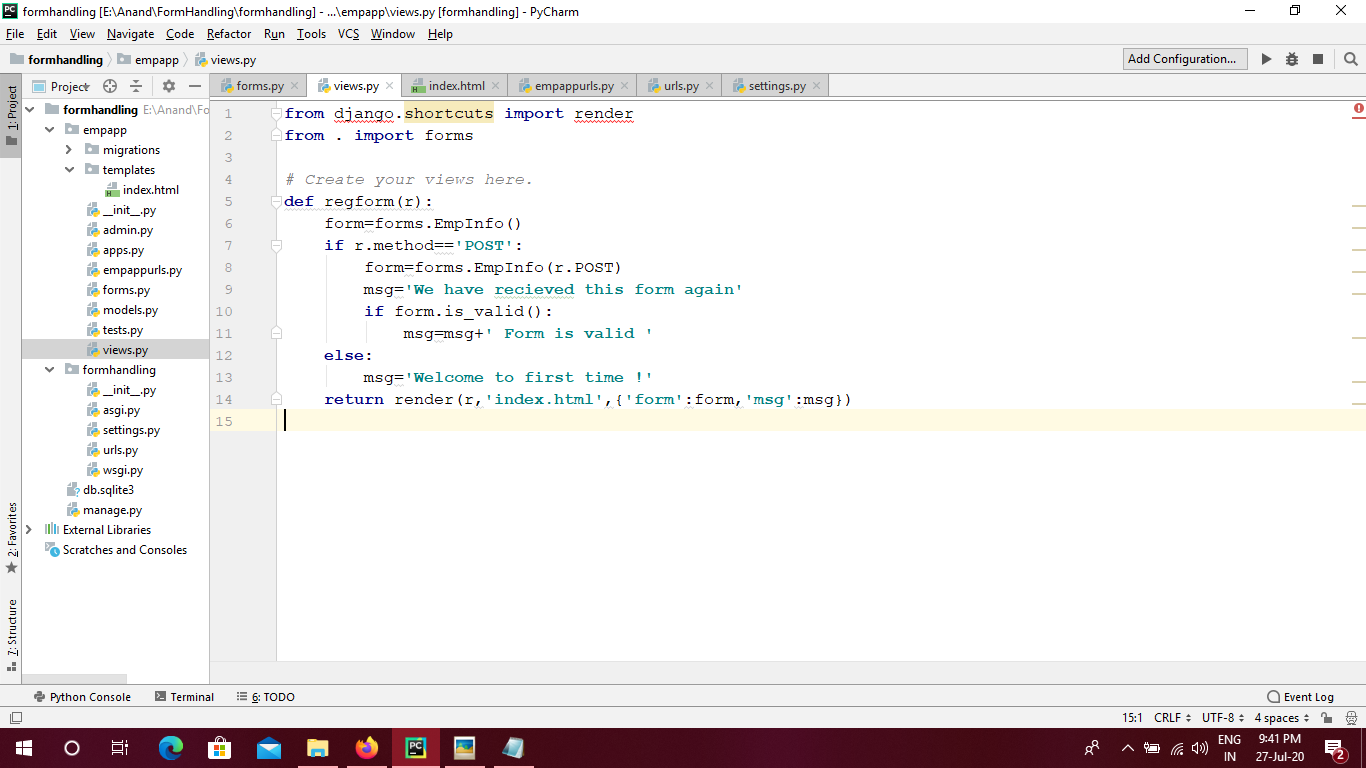 formhandling [E:\Anand\FormHandling\formhandling] - ...\empapp\views.py [formhandling] - PyCharm
File Edit View Navigate Code Refactor Run Tools VCS Window Help
formhandling empapp views.py Add Configuration...
Project forms.py views.py index.html empappurls.py urls.py settings.py
1: Project
2: Favorites
7: Structure
formhandling E:\Anand\Fo
empapp
migrations
templates
index.html
__init__.py
admin.py
apps.py
empappurls.py
forms.py
models.py
tests.py
views.py
formhandling
__init__.py
asgi.py
settings.py
urls.py
wsgi.py
db.sqlite3
manage.py
External Libraries
Scratches and Consoles
1 from django.shortcuts import render
2 from . import forms
3
4 # Create your views here.
5 def regform(r):
6     form=forms.EmpInfo()
7     if r.method=='POST':
8         form=forms.EmpInfo(r.POST)
9         msg='We have recieved this form again'
10         if form.is_valid():
11             msg=msg+' Form is valid '
12     else:
13         msg='Welcome to first time !'
14     return render(r,'index.html',{'form':form,'msg':msg})
15
Python Console Terminal 6: TODO Event Log
15:1 CRLF UTF-8 4 spaces
PC
ENG
IN
9:41 PM
27-Jul-20
2